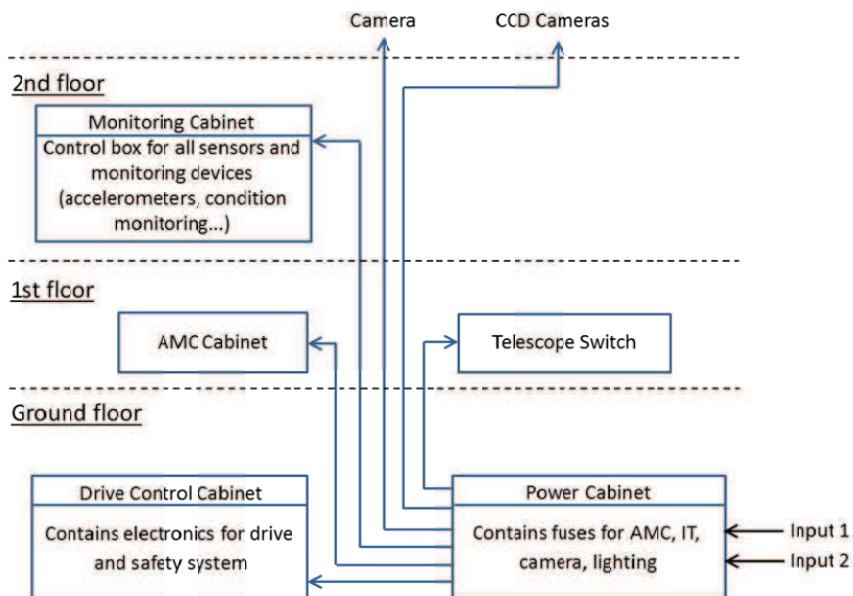 Camera
CCD Cameras
2nd floor
Monitoring Cabinet
Control box for all sensors and
monitoring devices
(accelerometers, condition
monitoring...)
1st floor
AMC Cabinet
Telescope Switch
Ground floor
Drive Control Cabinet
Contains electronics for drive
and safety system
Power Cabinet
Contains fuses for AMC, IT,
camera, lighting
Input 1
Input 2